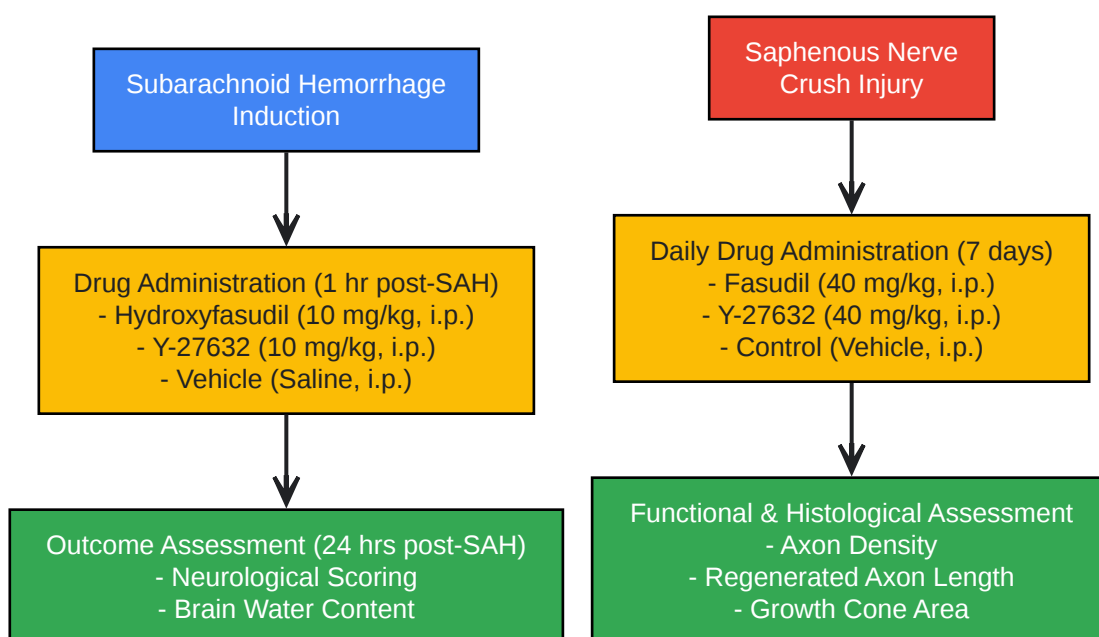 Subarachnoid Hemorrhage
Induction
Drug Administration (1 hr post-SAH)
- Hydroxyfasudil (10 mg/kg, i.p.)
- Y-27632 (10 mg/kg, i.p.)
- Vehicle (Saline, i.p.)
Outcome Assessment (24 hrs post-SAH)
- Neurological Scoring
- Brain Water Content
Saphenous Nerve
Crush Injury
Daily Drug Administration (7 days)
- Fasudil (40 mg/kg, i.p.)
- Y-27632 (40 mg/kg, i.p.)
- Control (Vehicle, i.p.)
Functional & Histological Assessment
- Axon Density
- Regenerated Axon Length
- Growth Cone Area